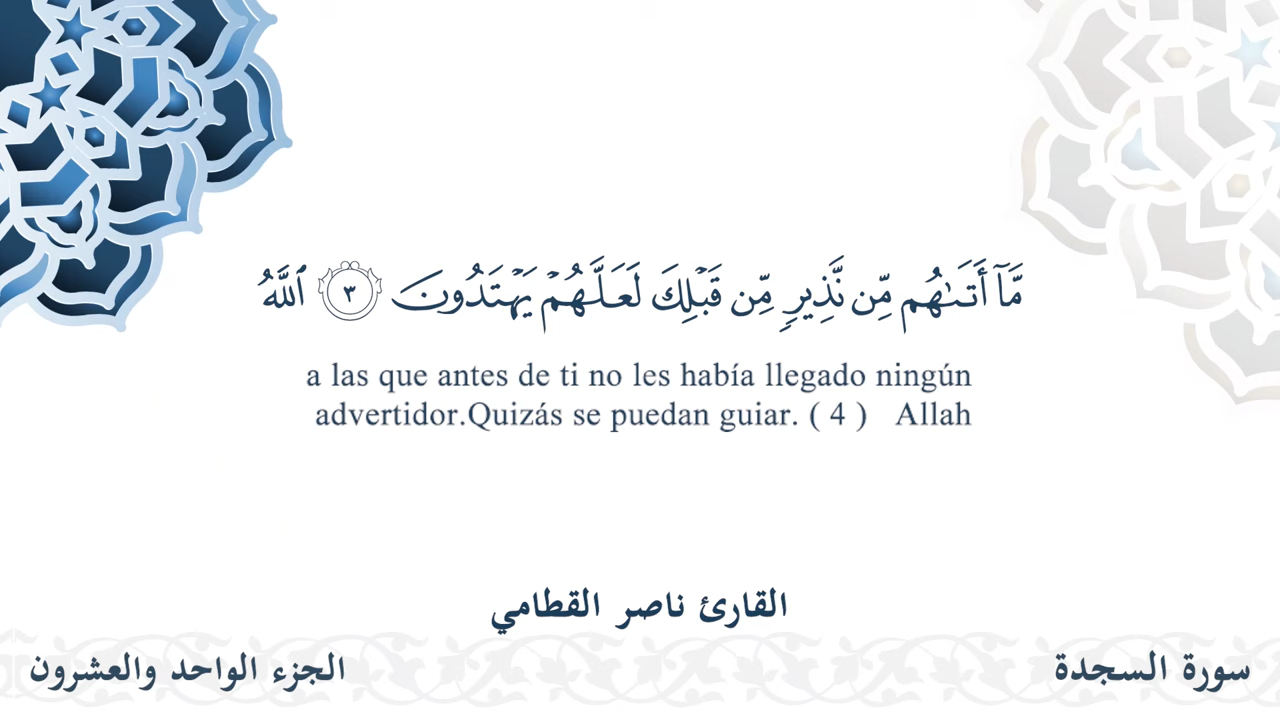 مَّآ أَتَىٰهُم مِّن نَّذِيرٖ مِّن قَبۡلِكَ لَعَلَّهُمۡ يَهۡتَدُونَ ٣ ٱللَّهُ
a las que antes de ti no les había llegado ningún
advertidor.Quizás se puedan guiar. ( 4 ) Allah
القارئ ناصر القطامي
سورة السجدة
الجزء الواحد والعشرون